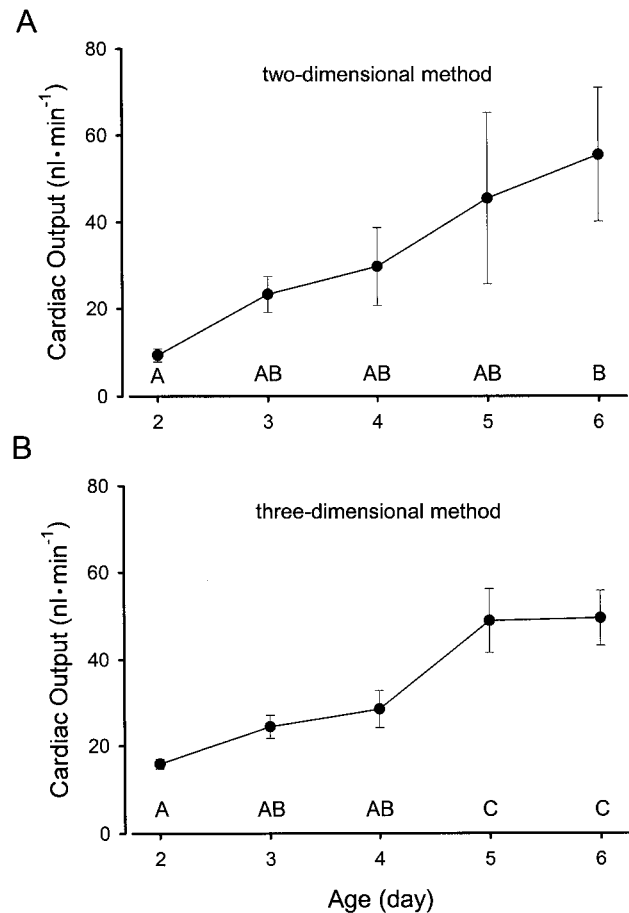 A
Cardiac Output (nl·min⁻¹)
80
60
40
20
0
two-dimensional method
A AB AB AB B
2 3 4 5 6
B
Cardiac Output (nl·min⁻¹)
80
60
40
20
0
three-dimensional method
A AB AB C C
2 3 4 5 6
Age (day)